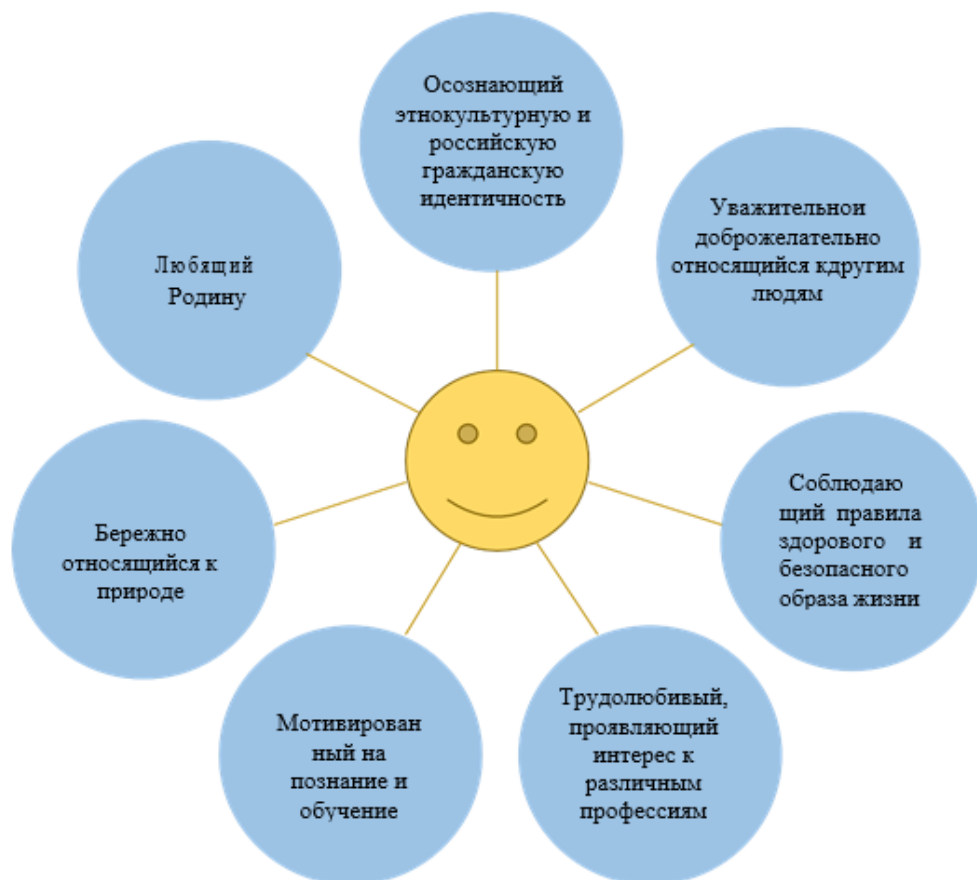 Осознающий
этнокультурную и
российскую
гражданскую
идентичность
Уважительнои
доброжелательно
относящийся кдругим
людям
Любящий
Родину
Соблюдаю
щий правила
здорового и
безопасного
образа жизни
Бережно
относящийся к
природе
Трудолюбивый,
проявляющий
интерес к
различным
профессиям
Мотивирован
ный на
познание и
обучение